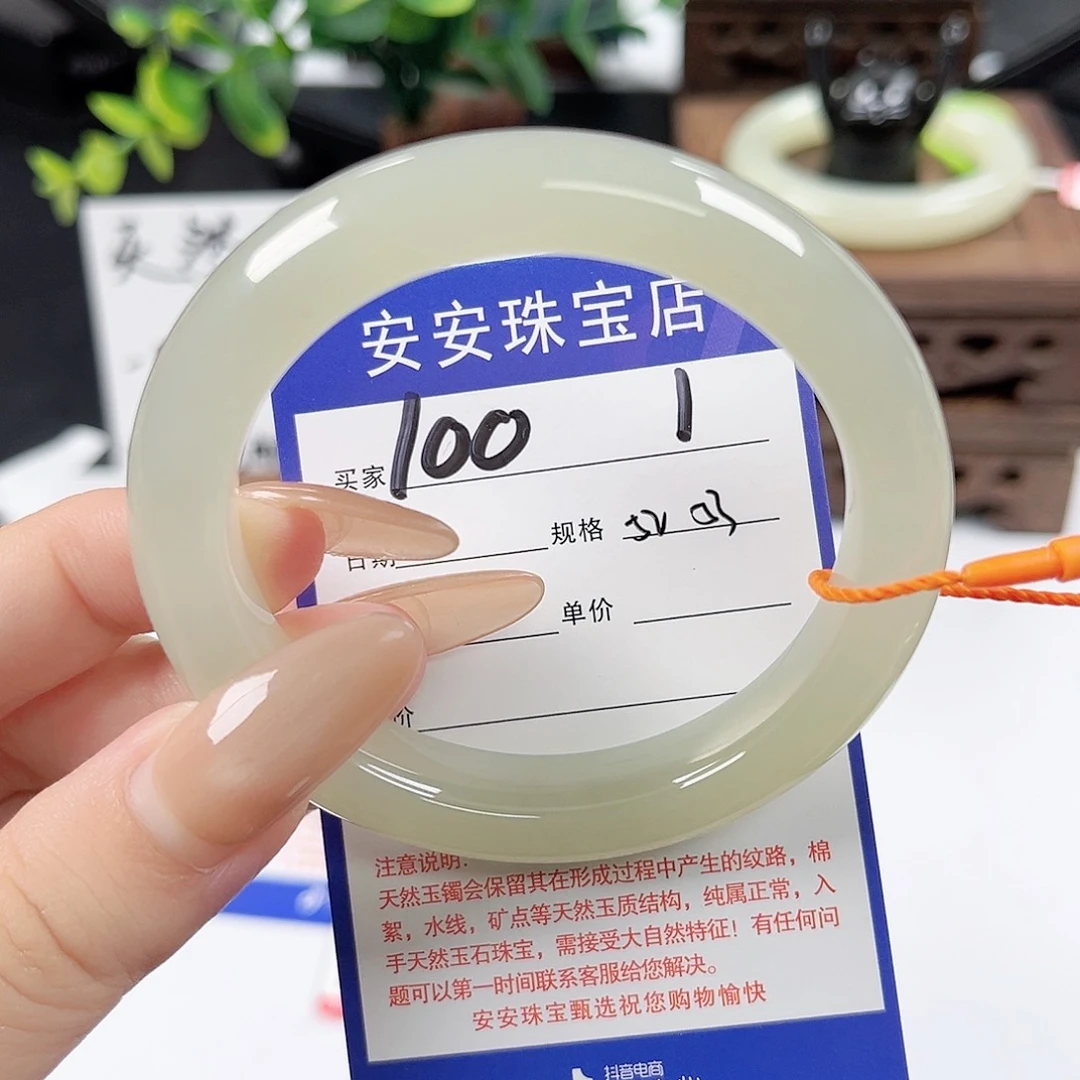 安安珠宝店
买家 100 1
日期 规格
单价
价
注意说明:
天然玉镯会保留其在形成过程中产生的纹路，棉
絮，水线，矿点等天然玉质结构，纯属正常，入
手天然玉石珠宝，需接受大自然特征！有任何问
题可以第一时间联系客服给您解决。
安安珠宝甄选祝您购物愉快
抖音电商